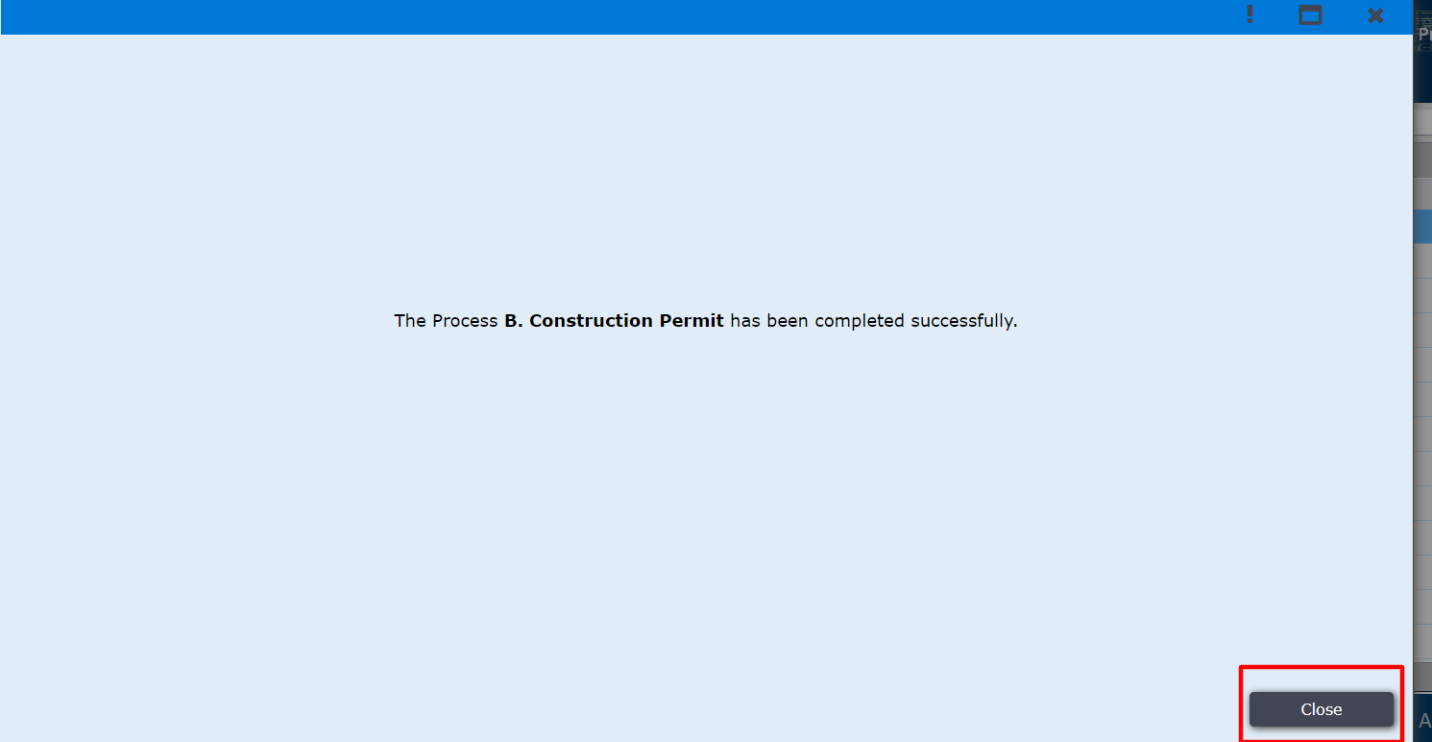 The Process B. Construction Permit has been completed successfully.
Close